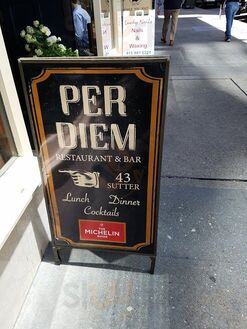 Nails
&
Waxing
PER
DIEM
RESTAURANT & BAR
43
SUTTER
Lunch Dinner
Cocktails
THE
MICHELIN
GUIDE